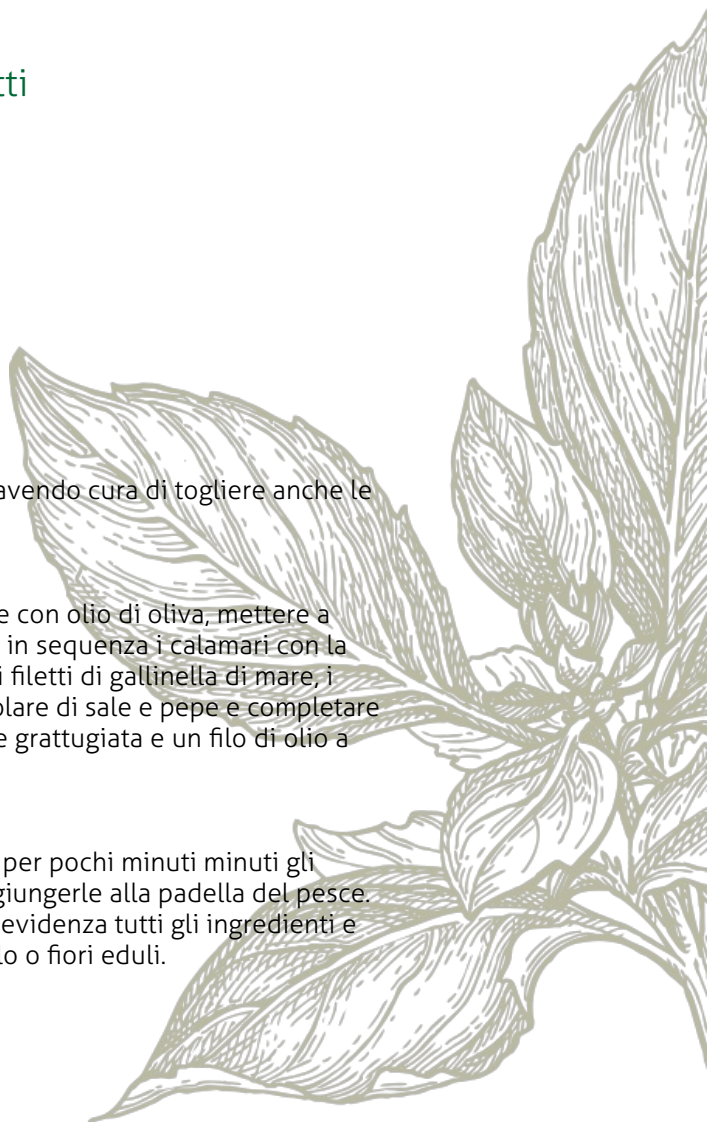 tti
avendo cura di togliere anche le
e con olio di oliva, mettere a
in sequenza i calamari con la
i filetti di gallinella di mare, i
olare di sale e pepe e completare
e grattugiata e un filo di olio a
per pochi minuti minuti gli
giungerle alla padella del pesce.
evidenza tutti gli ingredienti e
lo o fiori eduli.